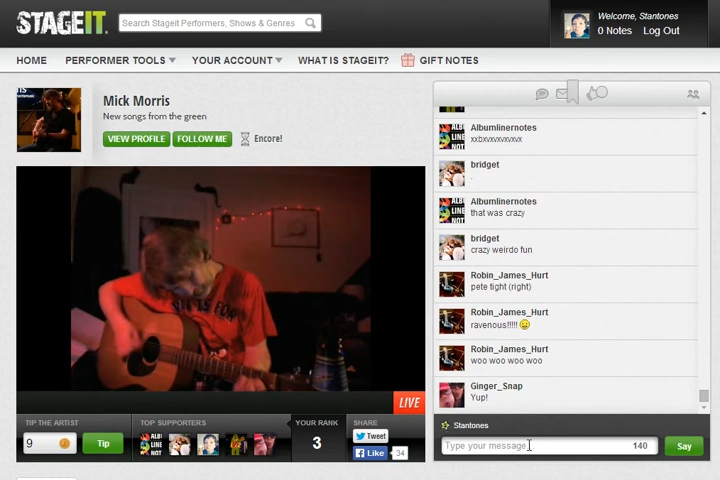 STAGEIT.
Search Stageit Performers, Shows & Genres
Welcome, Stantones
0 Notes Log Out
HOME PERFORMER TOOLS YOUR ACCOUNT WHAT IS STAGEIT? GIFT NOTES
Mick Morris
New songs from the green
VIEW PROFILE FOLLOW ME Encore!
LIVE
TIP THE ARTIST
9
Tip
TOP SUPPORTERS
YOUR RANK
3
SHARE
Tweet
Like 34
Albumlinernotes
xxbxvxvxvxvxvx
bridget
.
Albumlinernotes
that was crazy
bridget
crazy weirdo fun
Robin_James_Hurt
pete tight (right)
Robin_James_Hurt
ravenous!!!!!
Robin_James_Hurt
woo woo woo woo
Ginger_Snap
Yup!
Stantones
Type your message
140
Say